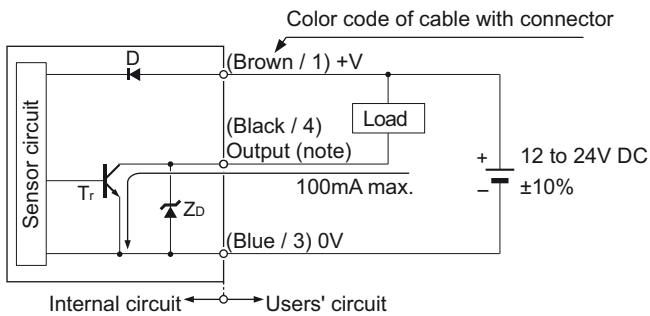 Color code of cable with connector
D
(Brown / 1) +V
Sensor circuit
(Black / 4)
Output (note)
Load
Tr
100mA max.
ZD
+
−
12 to 24V DC
±10%
(Blue / 3) 0V
Internal circuit
Users' circuit